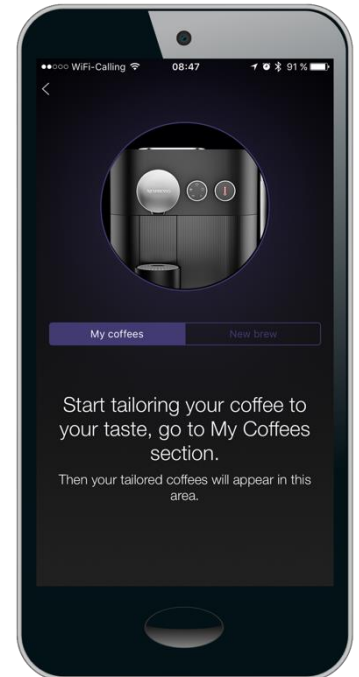 WiFi-Calling 08:47 91 %
My coffees New brew
Start tailoring your coffee to
your taste, go to My Coffees
section.
Then your tailored coffees will appear in this
area.